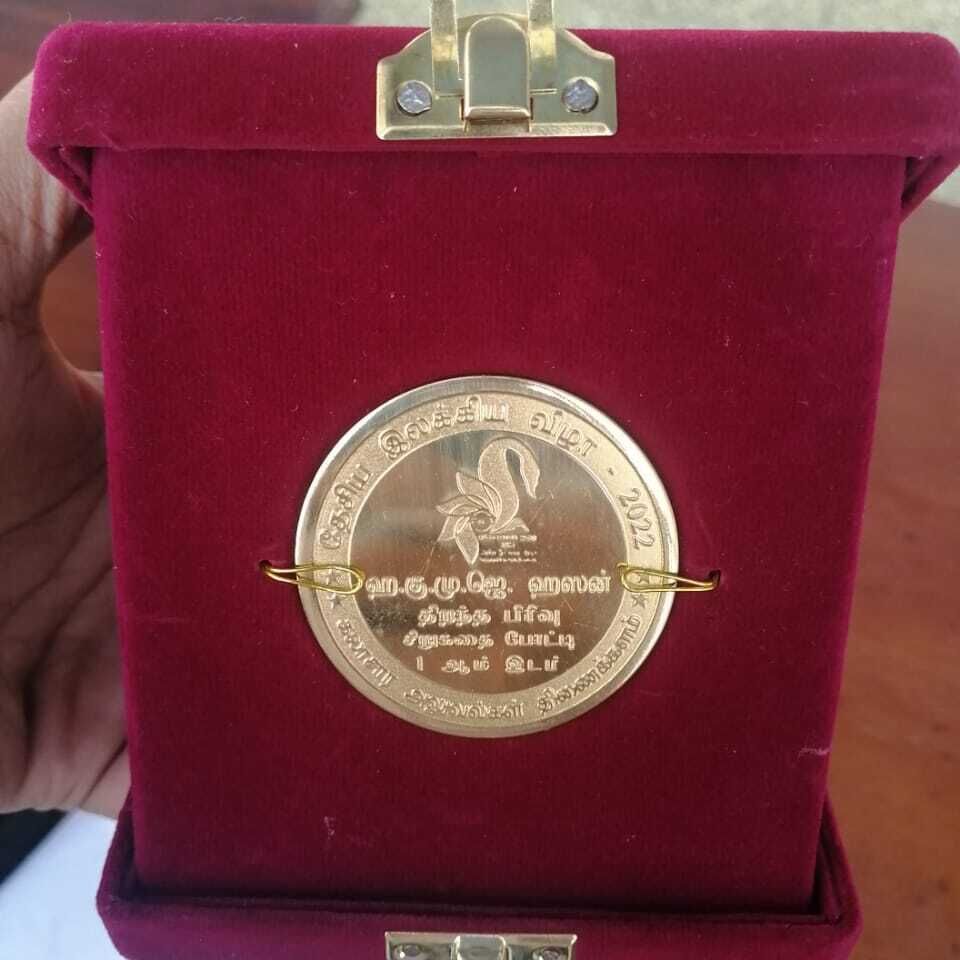 தேசிய இலக்கிய விழா - 2022
ஹ.கு.மு.ஜெ. ஹஸன்
திறந்த பிரிவு
சிறுகதை போட்டி
1 ஆம் இடம்
கலாசார அலுவல்கள் திணைக்களம்